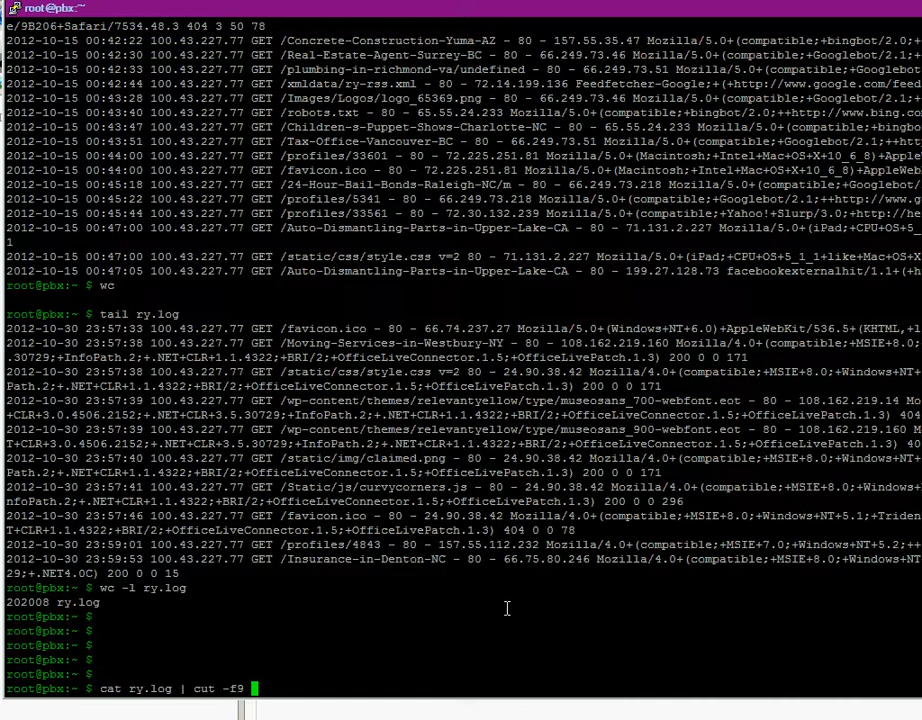 root@pbx:~
e/9B206+Safari/7534.48.3 404 3 50 78
2012-10-15 00:42:22 100.43.227.77 GET /Concrete-Construction-Yuma-AZ - 80 - 157.55.35.47 Mozilla/5.0+(compatible;+bingbot/2.0;+
2012-10-15 00:42:31 100.43.227.77 GET /Real-Estate-Agent-Surrey-BC - 80 - 66.249.73.46 Mozilla/5.0+(compatible;+Googlebot/2.1;+
2012-10-15 00:42:33 100.43.227.77 GET /plumbing-in-richmond-va/undefined - 80 - 66.249.73.51 Mozilla/5.0+(compatible;+Googlebot
2012-10-15 00:42:33 100.43.227.77 GET /xmldata/ry-rss.xml - 80 - 72.14.199.136 Feedfetcher-Google;+(+http://www.google.com/feed
2012-10-15 00:43:28 100.43.227.77 GET /Images/Logos/logo_65369.png - 80 - 66.249.73.46 Mozilla/5.0+(compatible;+Googlebot
2012-10-15 00:43:40 100.43.227.77 GET /robots.txt - 80 - 65.55.24.233 Mozilla/5.0+(compatible;+bingbot/2.0;++http://www.bing.co
2012-10-15 00:43:47 100.43.227.77 GET /Children-s-Puppet-Shows-Charlotte-NC - 80 - 65.55.24.233 Mozilla/5.0+(compatible;+bingbo
2012-10-15 00:43:51 100.43.227.77 GET /Tax-Office-Vancouver-BC - 80 - 66.249.73.46 Mozilla/5.0+(compatible;+Googlebot/2.1;++htt
2012-10-15 00:44:00 100.43.227.77 GET /profiles/33601 - 80 - 72.225.251.81 Mozilla/5.0+(Macintosh;+Intel+Mac+OS+X+10_6_8)+Apple
2012-10-15 00:44:00 100.43.227.77 GET /favicon.ico - 80 - 72.225.251.81 Mozilla/5.0+(Macintosh;+Intel+Mac+OS+X+10_6_8)+AppleWeb
2012-10-15 00:45:18 100.43.227.77 GET /24-Hour-Bail-Bonds-Raleigh-NC/m - 80 - 66.249.73.218 Mozilla/5.0+(compatible;+Googlebot/
2012-10-15 00:45:22 100.43.227.77 GET /profiles/5341 - 80 - 66.249.73.218 Mozilla/5.0+(compatible;+Googlebot/2.1;++http://www.g
2012-10-15 00:45:44 100.43.227.77 GET /profiles/33561 - 80 - 72.30.132.239 Mozilla/5.0+(compatible;+Yahoo!+Slurp/3.0;+http://he
2012-10-15 00:47:00 100.43.227.77 GET /Auto-Dismantling-Parts-in-Upper-Lake-CA - 80 - 71.131.2.227 Mozilla/5.0+(iPad;+CPU+OS+5_
1
2012-10-15 00:47:00 100.43.227.77 GET /static/css/style.css v=2 80 - 71.131.2.227 Mozilla/5.0+(iPad;+CPU+OS+5_1_1+like+Mac+OS+X
2012-10-15 00:47:05 100.43.227.77 GET /Auto-Dismantling-Parts-in-Upper-Lake-CA - 80 - 199.27.128.73 facebookexternalhit/1.1+(+h
root@pbx:~ $ wc
root@pbx:~ $ tail ry.log
2012-10-30 23:57:33 100.43.227.77 GET /favicon.ico - 80 - 66.74.237.27 Mozilla/5.0+(Windows+NT+6.0)+AppleWebKit/536.5+(KHTML,+l
2012-10-30 23:57:38 100.43.227.77 GET /Moving-Services-in-Westbury-NY - 80 - 108.162.219.160 Mozilla/4.0+(compatible;+MSIE+8.0;
.30729;+InfoPath.2;+.NET+CLR+1.1.4322;+BRI/2;+OfficeLiveConnector.1.5;+OfficeLivePatch.1.3) 200 0 0 171
2012-10-30 23:57:38 100.43.227.77 GET /static/css/style.css v=2 80 - 24.90.38.42 Mozilla/4.0+(compatible;+MSIE+8.0;+Windows+NT+
Path.2;+.NET+CLR+1.1.4322;+BRI/2;+OfficeLiveConnector.1.5;+OfficeLivePatch.1.3) 200 0 0 171
2012-10-30 23:57:39 100.43.227.77 GET /wp-content/themes/relevantyellow/type/museosans_700-webfont.eot - 80 - 108.162.219.14 Mo
+CLR+3.0.4506.2152;+.NET+CLR+3.5.30729;+InfoPath.2;+.NET+CLR+1.1.4322;+BRI/2;+OfficeLiveConnector.1.5;+OfficeLivePatch.1.3) 404
2012-10-30 23:57:39 100.43.227.77 GET /wp-content/themes/relevantyellow/type/museosans_900-webfont.eot - 80 - 108.162.219.160 M
T+CLR+3.0.4506.2152;+.NET+CLR+3.5.30729;+InfoPath.2;+.NET+CLR+1.1.4322;+BRI/2;+OfficeLiveConnector.1.5;+OfficeLivePatch.1.3) 40
2012-10-30 23:57:40 100.43.227.77 GET /static/img/claimed.png - 80 - 24.90.38.42 Mozilla/4.0+(compatible;+MSIE+8.0;+Windows+NT+
Path.2;+.NET+CLR+1.1.4322;+BRI/2;+OfficeLiveConnector.1.5;+OfficeLivePatch.1.3) 200 0 0 171
2012-10-30 23:57:41 100.43.227.77 GET /Static/js/curvycorners.js - 80 - 24.90.38.42 Mozilla/4.0+(compatible;+MSIE+8.0;+Windows+
nfoPath.2;+.NET+CLR+1.1.4322;+BRI/2;+OfficeLiveConnector.1.5;+OfficeLivePatch.1.3) 200 0 0 296
2012-10-30 23:57:46 100.43.227.77 GET /favicon.ico - 80 - 24.90.38.42 Mozilla/4.0+(compatible;+MSIE+8.0;+Windows+NT+5.1;+Triden
T+CLR+1.1.4322;+BRI/2;+OfficeLiveConnector.1.5;+OfficeLivePatch.1.3) 404 0 0 78
2012-10-30 23:59:01 100.43.227.77 GET /profiles/4843 - 80 - 157.55.112.232 Mozilla/4.0+(compatible;+MSIE+7.0;+Windows+NT+5.2;++
2012-10-30 23:59:53 100.43.227.77 GET /Insurance-in-Denton-NC - 80 - 66.75.80.246 Mozilla/4.0+(compatible;+MSIE+8.0;+Windows+NT
29;+.NET4.0C) 200 0 0 15
root@pbx:~ $ wc -l ry.log
202008 ry.log
root@pbx:~ $
root@pbx:~ $
root@pbx:~ $
root@pbx:~ $
root@pbx:~ $
root@pbx:~ $ cat ry.log | cut -f9